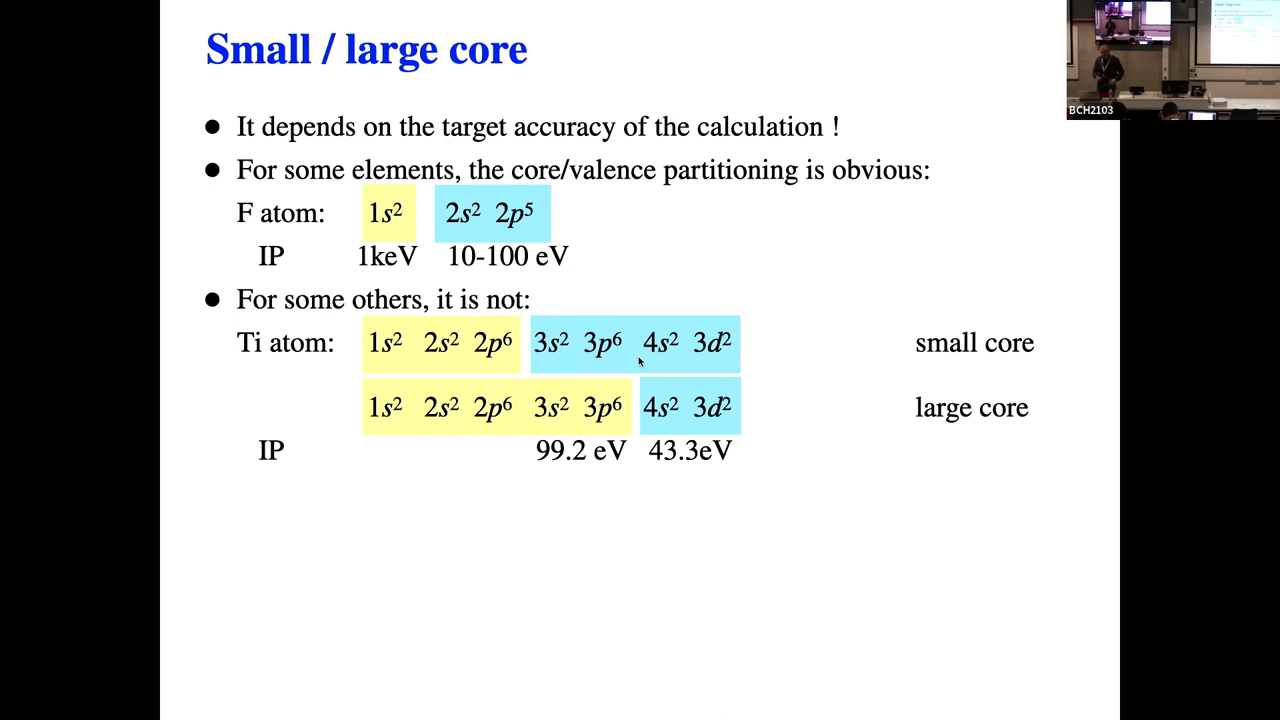 Small / large core
BCH2103
● It depends on the target accuracy of the calculation !
● For some elements, the core/valence partitioning is obvious:
F atom: 1s² 2s² 2p⁵
IP 1keV 10-100 eV
● For some others, it is not:
Ti atom: 1s² 2s² 2p⁶ 3s² 3p⁶ 4s² 3d² small core
1s² 2s² 2p⁶ 3s² 3p⁶ 4s² 3d² large core
IP 99.2 eV 43.3eV